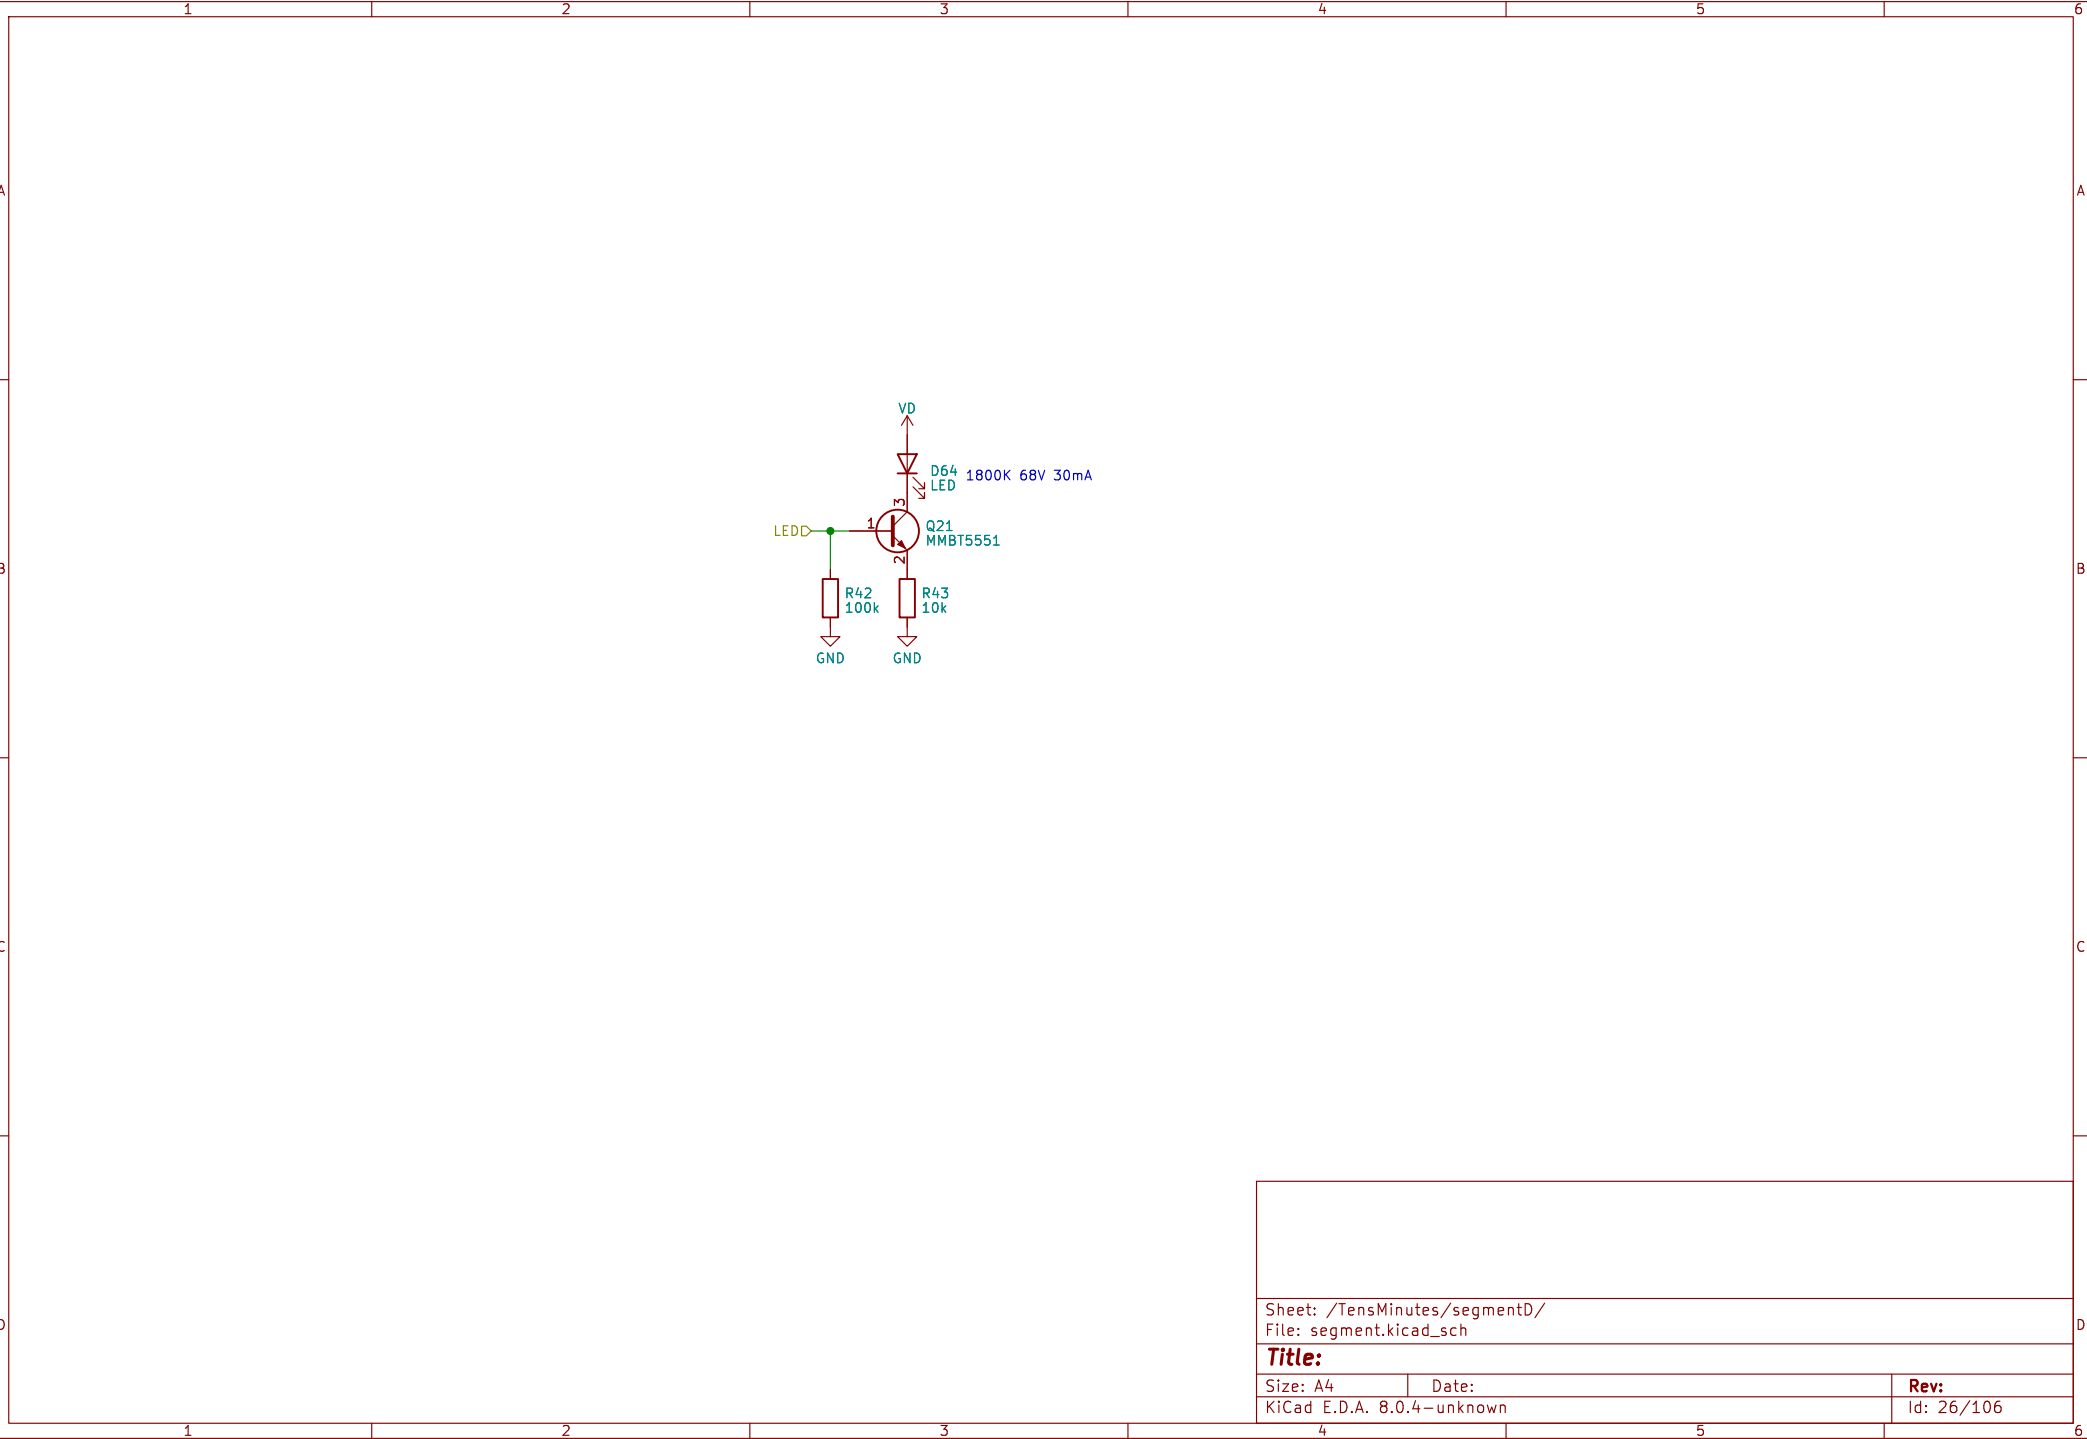 1 2 3 4 5 6
A A
VD
D64
LED
1800K 68V 30mA
3
LED
1
Q21
MMBT5551
2
B B
R42
100k
R43
10k
GND GND
C C
Sheet: /TensMinutes/segmentD/
File: segment.kicad_sch
D D
Title:
Size: A4 Date: Rev:
KiCad E.D.A. 8.0.4-unknown Id: 26/106
1 2 3 4 5 6